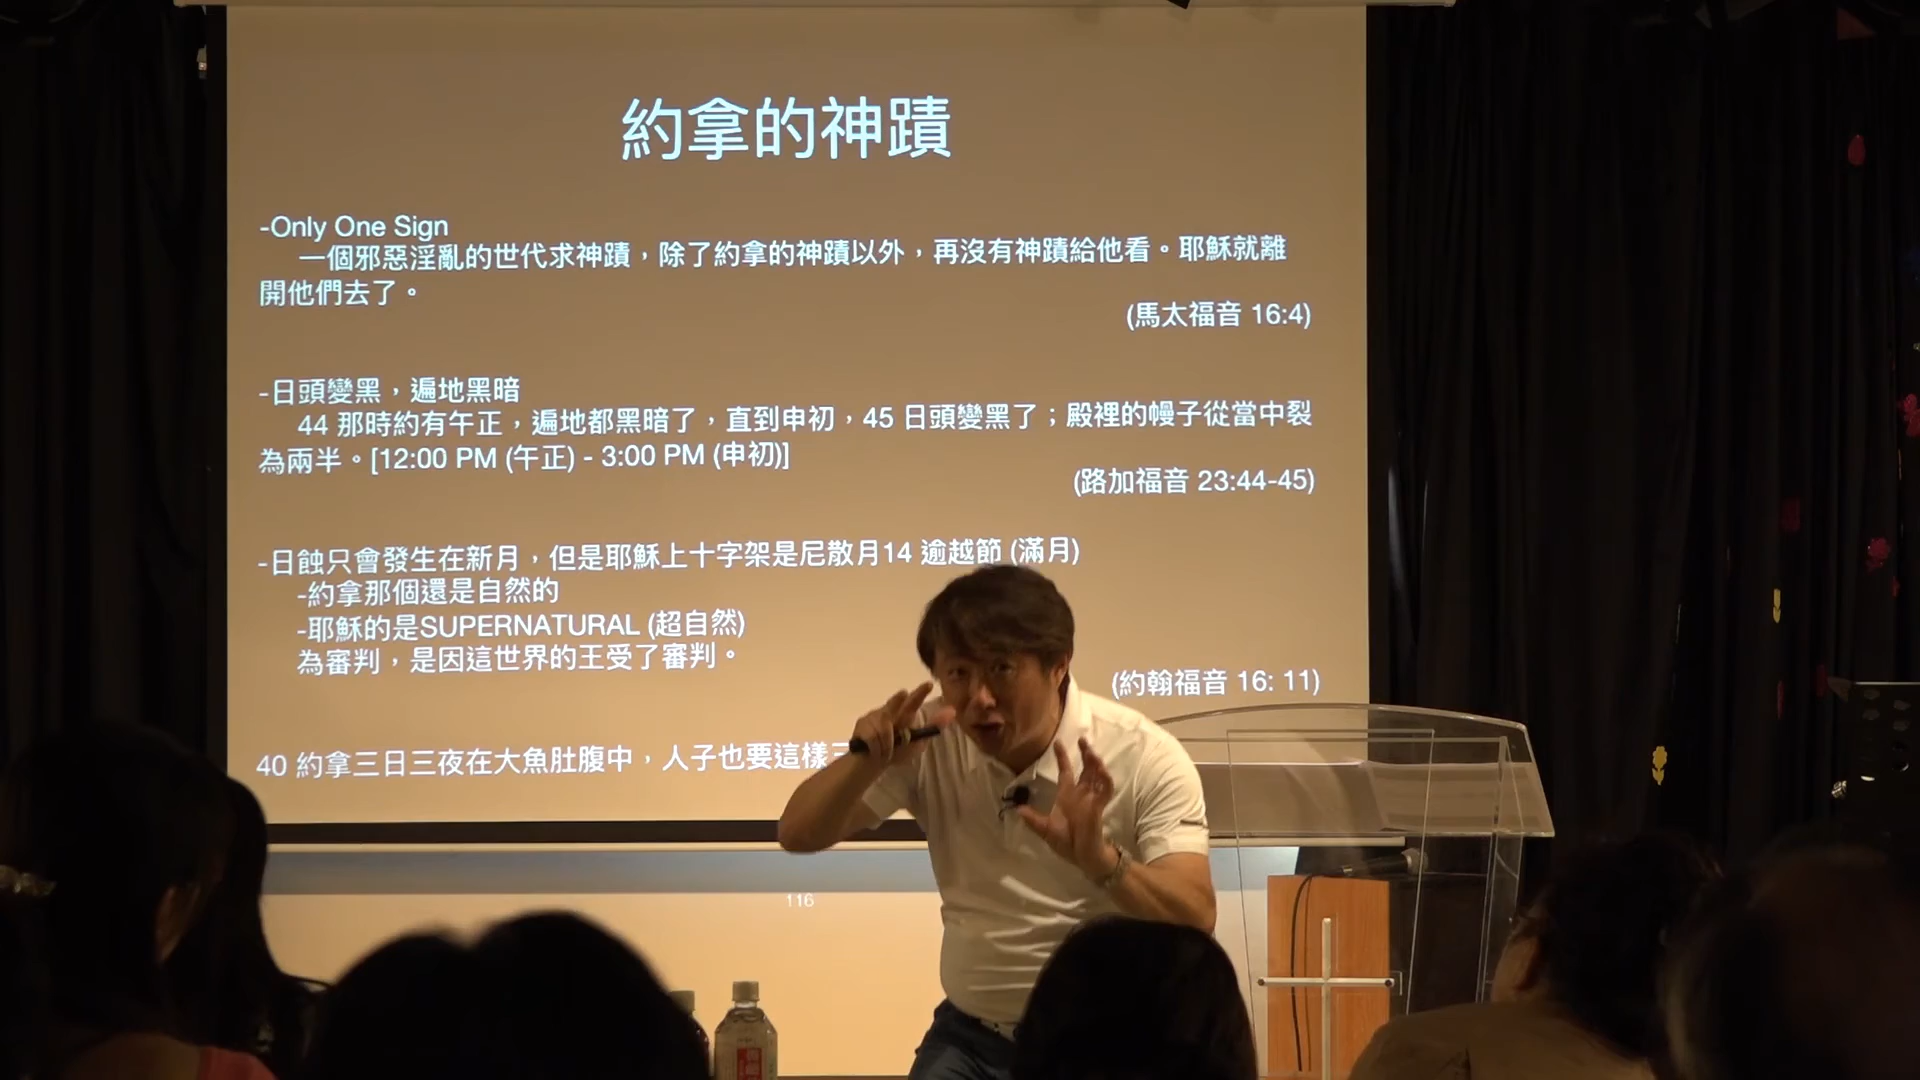 約拿的神蹟
-Only One Sign
一個邪惡淫亂的世代求神蹟，除了約拿的神蹟以外，再沒有神蹟給他看。耶穌就離
開他們去了。
(馬太福音 16:4)
-日頭變黑，遍地黑暗
44 那時約有午正，遍地都黑暗了，直到申初，45 日頭變黑了；殿裡的幔子從當中裂
為兩半。[12:00 PM (午正) - 3:00 PM (申初)]
(路加福音 23:44-45)
-日蝕只會發生在新月，但是耶穌上十字架是尼散月14 逾越節 (滿月)
-約拿那個還是自然的
-耶穌的是SUPERNATURAL (超自然)
為審判，是因這世界的王受了審判。
(約翰福音 16: 11)
40 約拿三日三夜在大魚肚腹中，人子也要這樣三
116